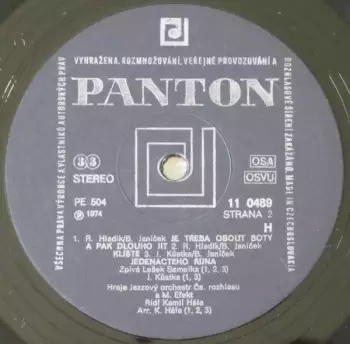 VYHRAŽENA. ROZMNOŽOVÁNÍ, VEŘEJNÉ PROVOZOVÁNÍ A
ROZHLASOVÉ ŠÍŘENÍ ZAKÁZÁNO. MADE IN CZECHOSLOVAKIA
VŠECHNA PRÁVA VÝROBCE A VLASTNÍKŮ AUTORSKÝCH PRÁV
PANTON
33
STEREO
OSA
OSVU
PE 504
Ⓟ 1974
11 0489
STRANA 2
H
1. R. Hladík/B. Janíček JE TŘEBA OBOUT BOTY
A PAK DLOUHO JÍT 2. R. Hladík/B. Janíček
KLIŠTĚ 3. J. Kůstka/B. Janíček
JEDENÁCTÉHO ŘÍJNA
Zpívá Lešek Semelka (1, 2, 3)
J. Kůstka (1, 3)
Hraje Jazzový orchestr Čs. rozhlasu
a M. Efekt
Řídí Kamil Hála
Arr. K. Hála (1, 2, 3)